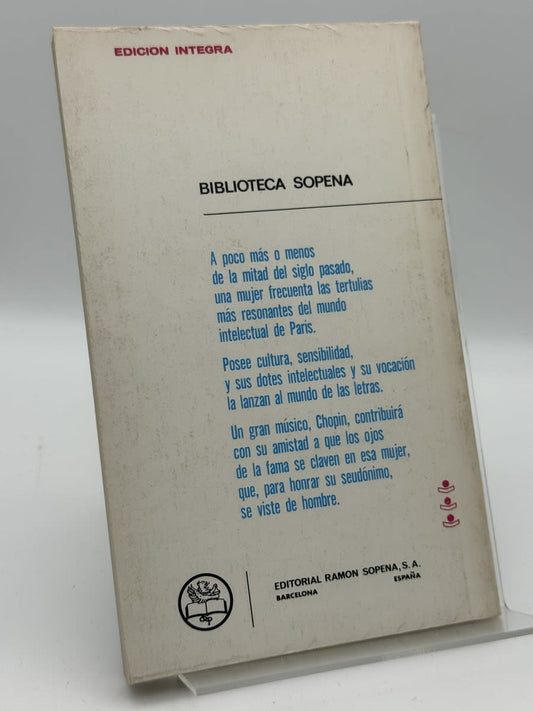 EDICION INTEGRA
BIBLIOTECA SOPENA
A poco más o menos
de la mitad del siglo pasado,
una mujer frecuenta las tertulias
más resonantes del mundo
intelectual de París.
Posee cultura, sensibilidad,
y sus dotes intelectuales y su vocación
la lanzan al mundo de las letras.
Un gran músico, Chopin, contribuirá
con su amistad a que los ojos
de la fama se claven en esa mujer,
que, para honrar su seudónimo,
se viste de hombre.
EDITORIAL RAMON SOPENA, S. A.
BARCELONA ESPAÑA